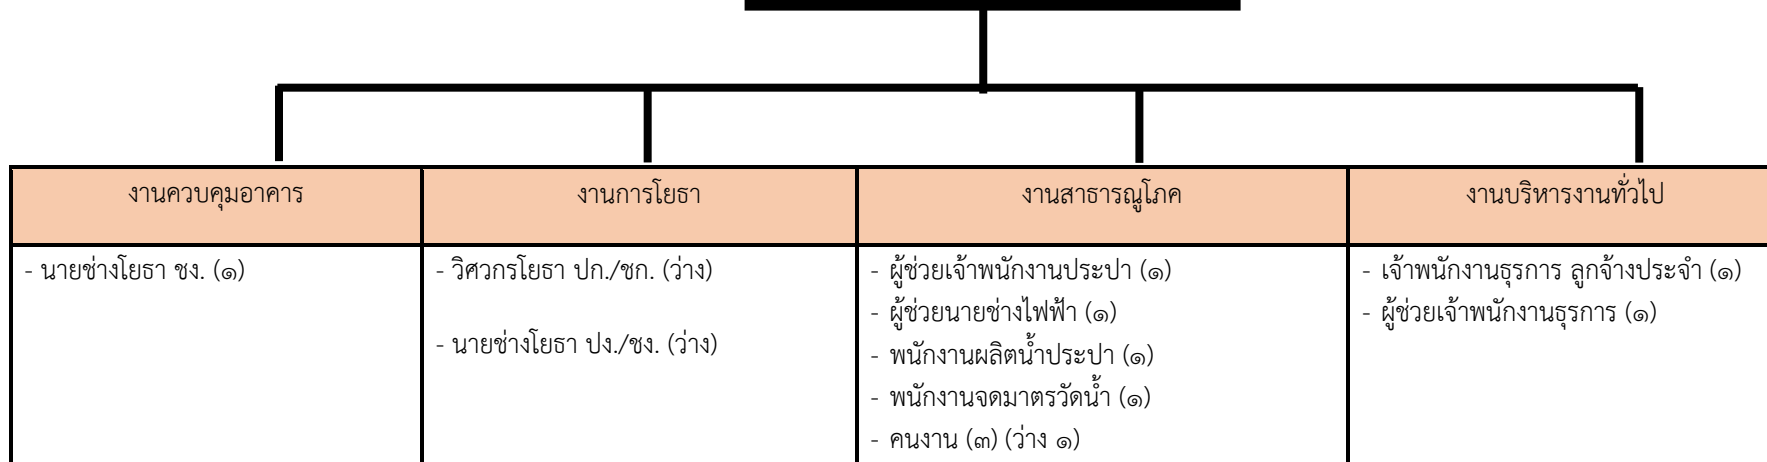 งานควบคุมอาคาร
- นายช่างโยธา ชง. (๑)
งานการโยธา
- วิศวกรโยธา ปก./ชก. (ว่าง)
- นายช่างโยธา ปง./ชง. (ว่าง)
งานสาธารณูโภค
- ผู้ช่วยเจ้าพนักงานประปา (๑)
- ผู้ช่วยนายช่างไฟฟ้า (๑)
- พนักงานผลิตน้ำประปา (๑)
- พนักงานจดมาตรวัดน้ำ (๑)
- คนงาน (๓) (ว่าง ๑)
งานบริหารงานทั่วไป
- เจ้าพนักงานธุรการ ลูกจ้างประจำ (๑)
- ผู้ช่วยเจ้าพนักงานธุรการ (๑)